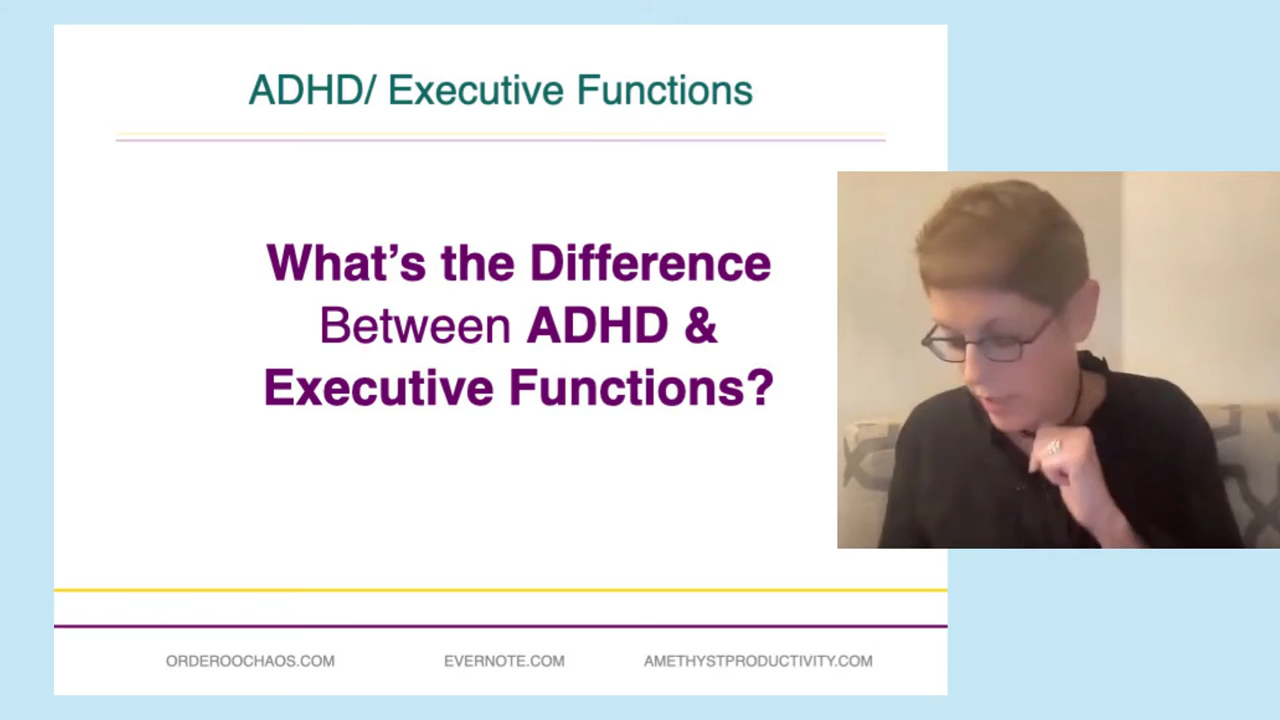 ADHD/ Executive Functions
What’s the Difference
Between ADHD &
Executive Functions?
ORDEROOCHAOS.COM
EVERNOTE.COM
AMETHYSTPRODUCTIVITY.COM